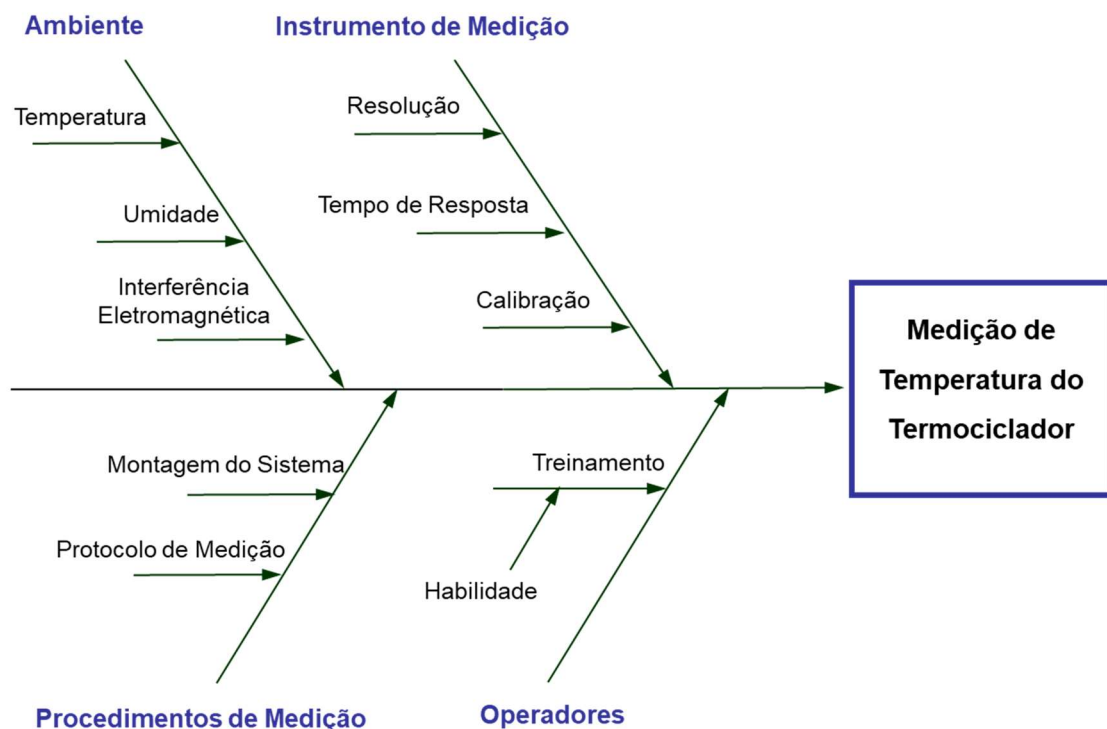 Ambiente
Instrumento de Medição
Temperatura
Umidade
Interferência
Eletromagnética
Resolução
Tempo de Resposta
Calibração
Medição de
Temperatura do
Termociclador
Montagem do Sistema
Protocolo de Medição
Treinamento
Habilidade
Procedimentos de Medição
Operadores